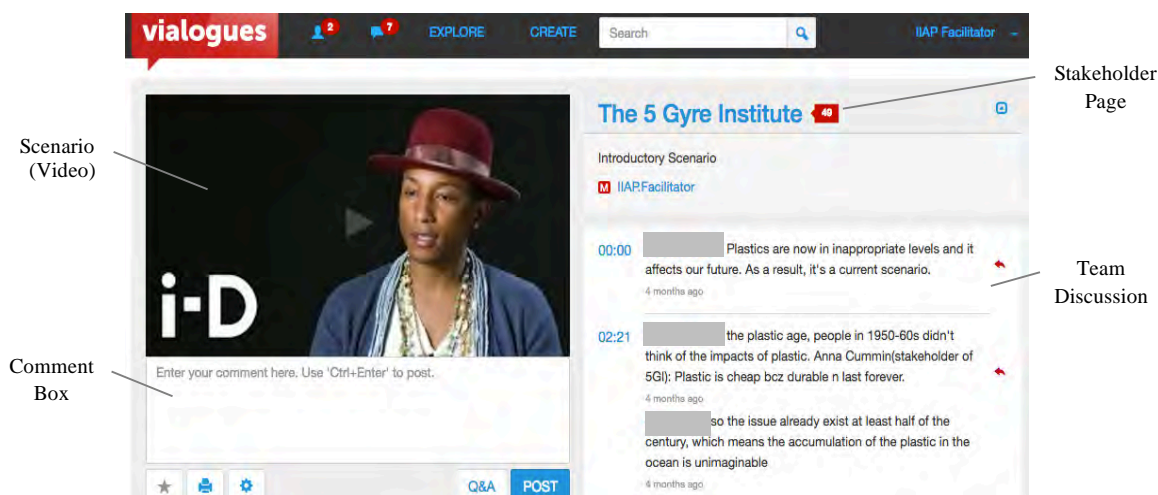 vialogues
2
7
EXPLORE
CREATE
Search
IIAP Facilitator
Stakeholder
Page
Scenario
(Video)
i-D
The 5 Gyre Institute 49
Introductory Scenario
M IIAP.Facilitator
00:00 Plastics are now in inappropriate levels and it
affects our future. As a result, it's a current scenario.
4 months ago
Team
Discussion
02:21 the plastic age, people in 1950-60s didn't
think of the impacts of plastic. Anna Cummin(stakeholder of
5GI): Plastic is cheap bcz durable n last forever.
4 months ago
so the issue already exist at least half of the
century, which means the accumulation of the plastic in the
ocean is unimaginable
4 months ago
Comment
Box
Enter your comment here. Use 'Ctrl+Enter' to post.
Q&A
POST